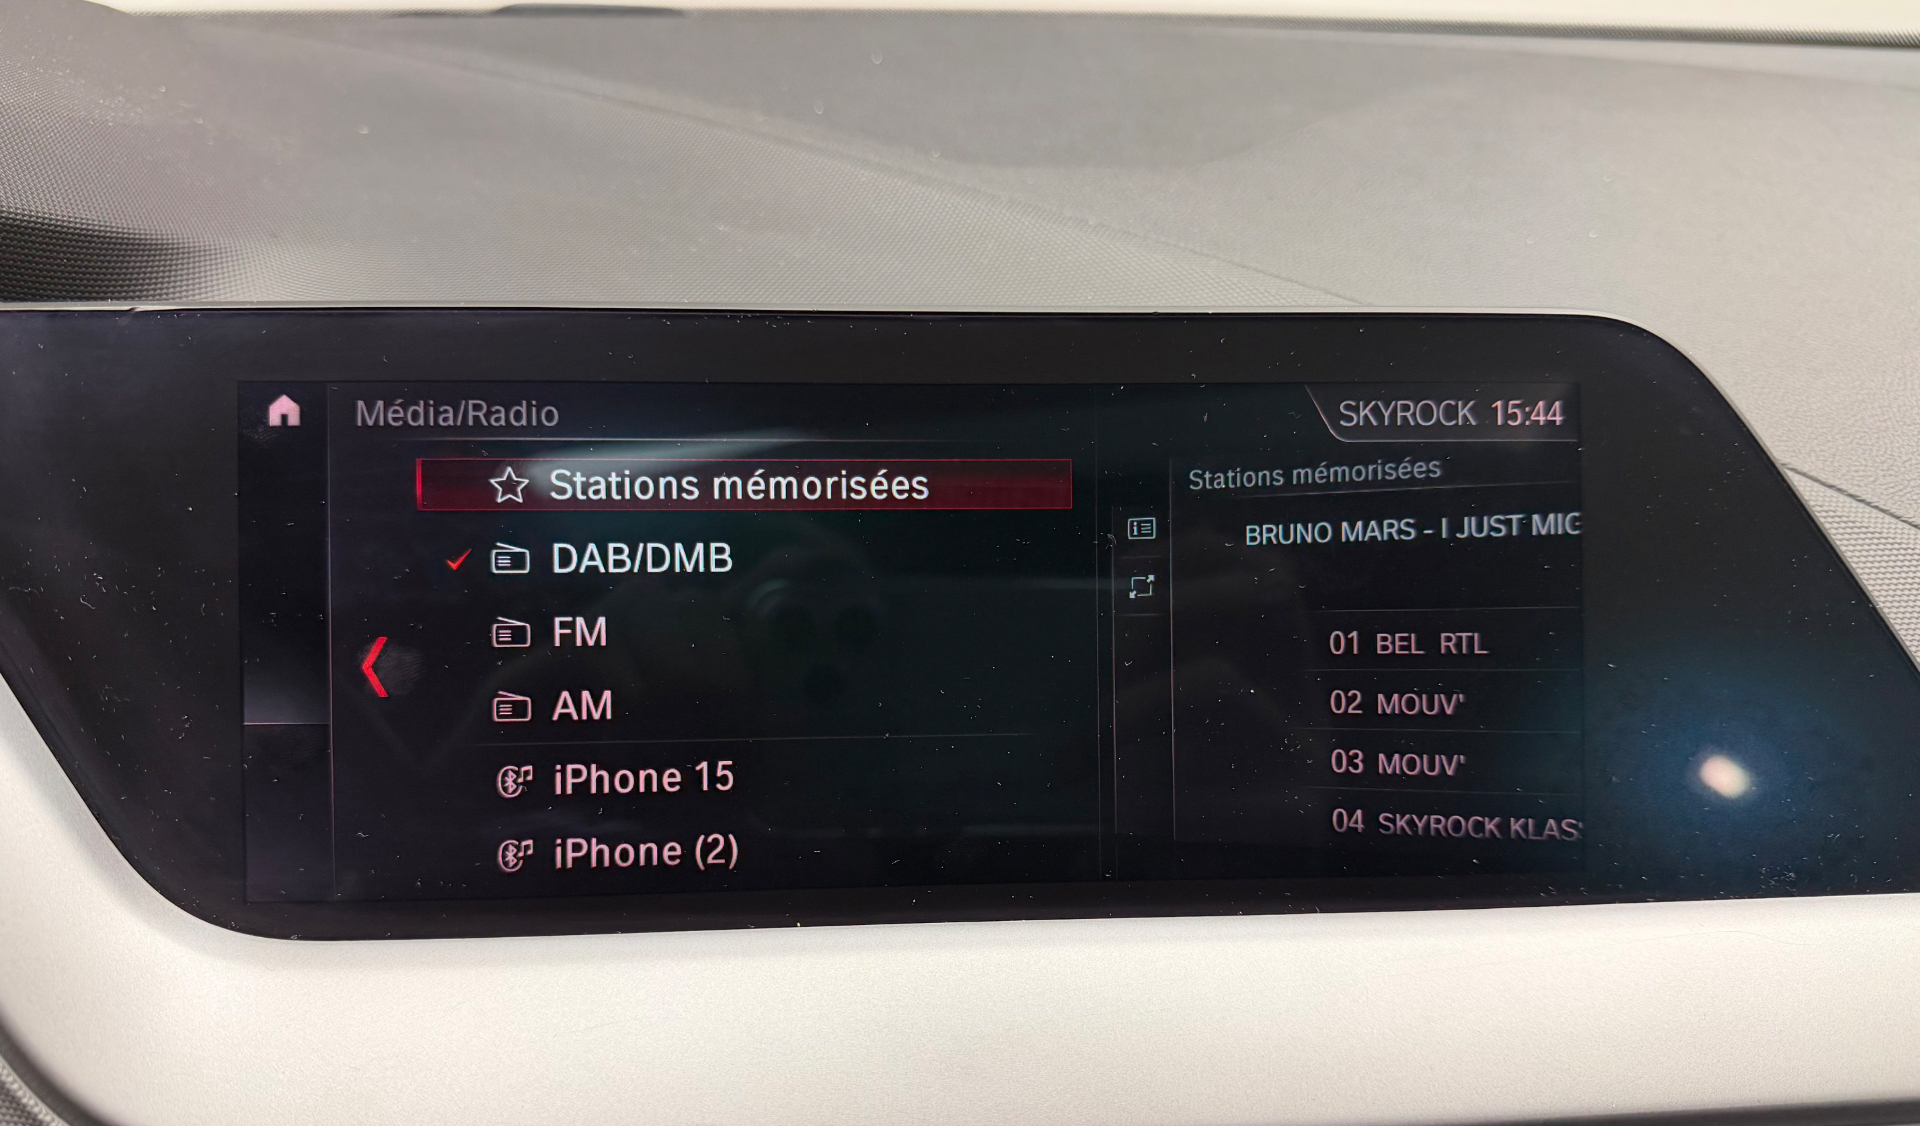 Média/Radio
SKYROCK 15:44
Stations mémorisées
DAB/DMB
FM
AM
iPhone 15
iPhone (2)
Stations mémorisées
BRUNO MARS - I JUST MIG
01 BEL RTL
02 MOUV'
03 MOUV'
04 SKYROCK KLAS